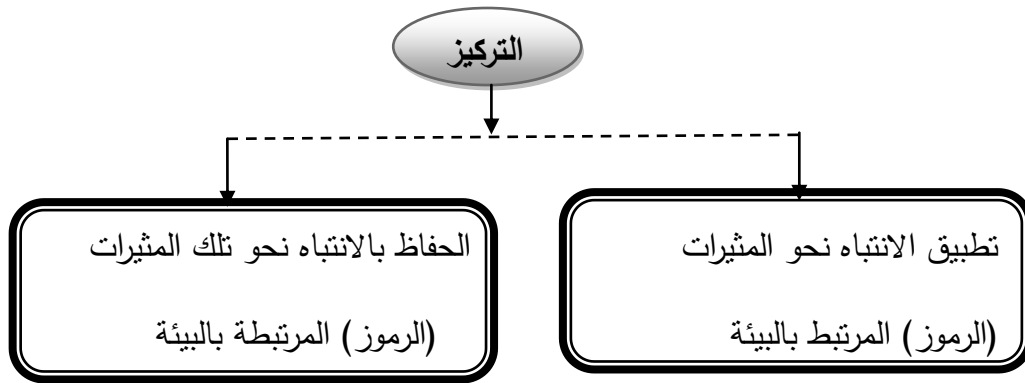 التركيز
تطبيق الانتباه نحو المثيرات
(الرموز) المرتبط بالبيئة
الحفاظ بالانتباه نحو تلك المثيرات
(الرموز) المرتبطة بالبيئة